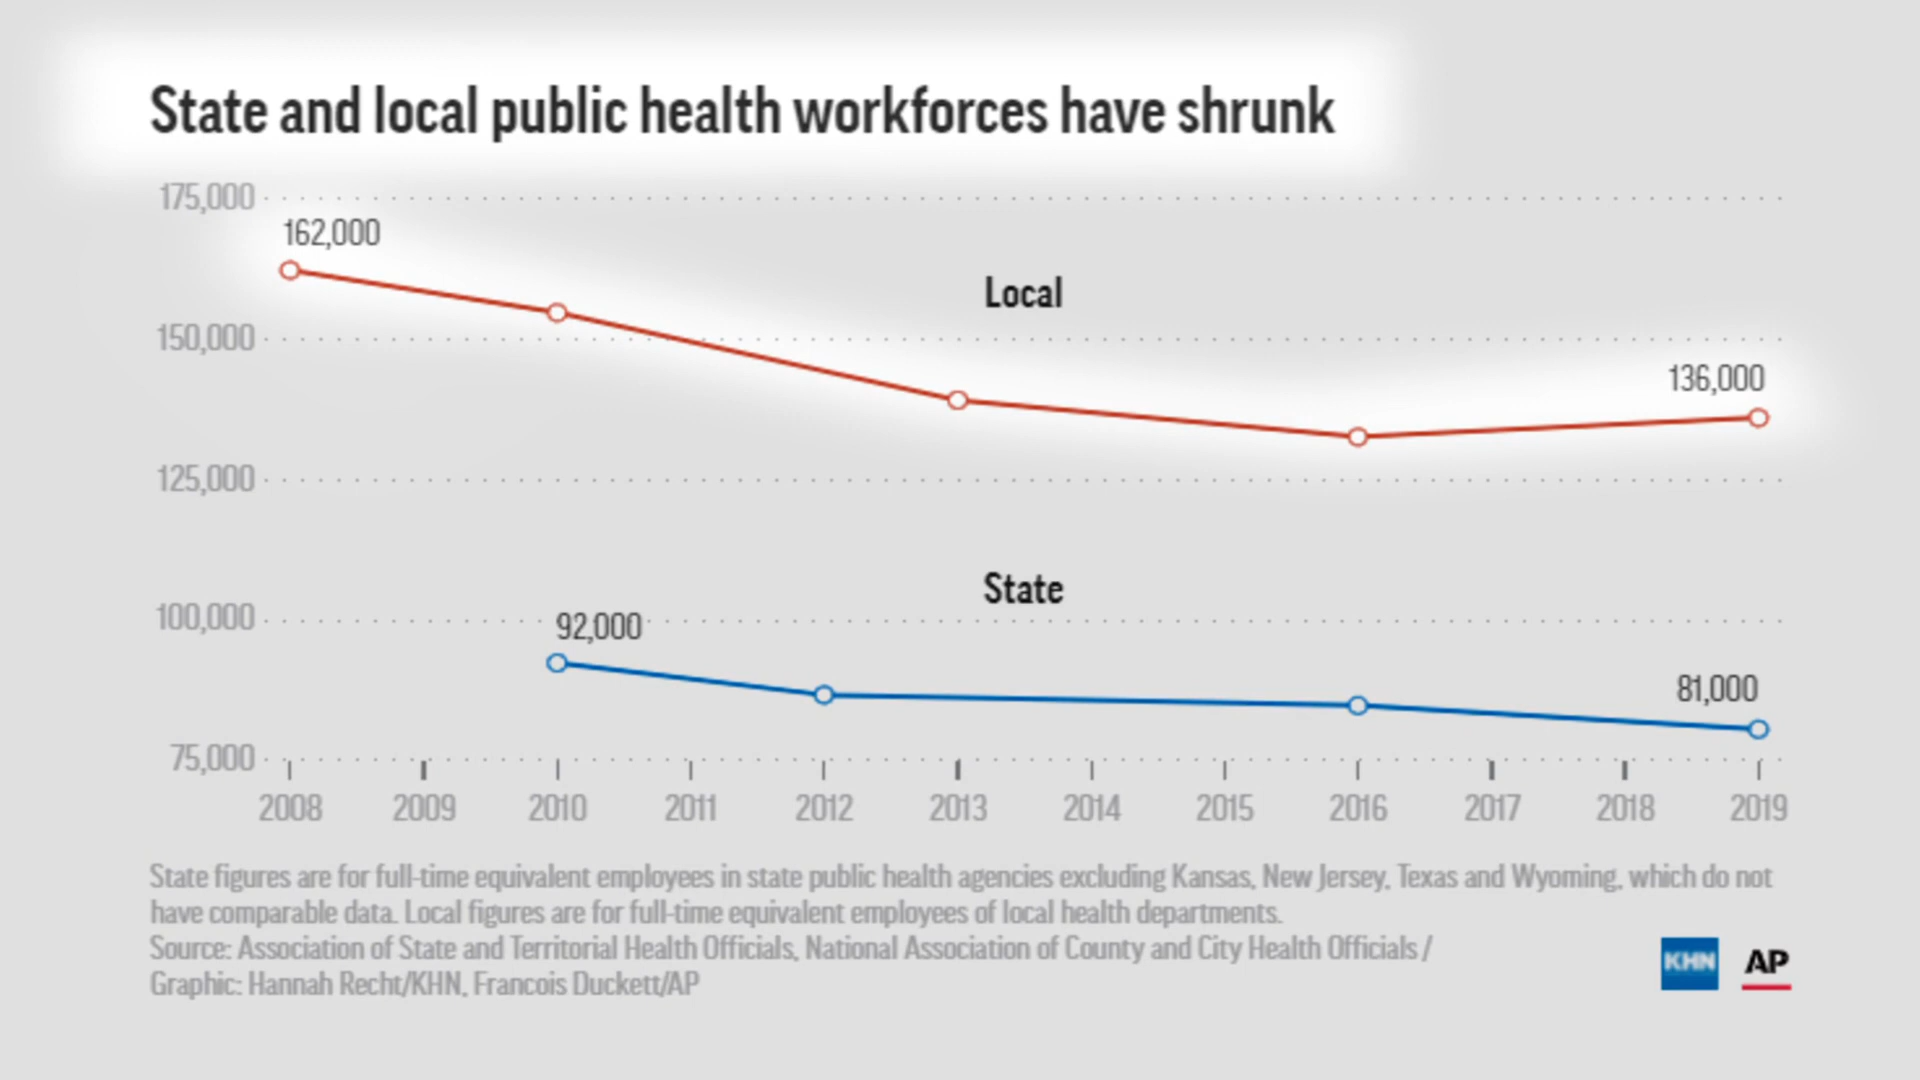 State and local public health workforces have shrunk
175,000
162,000
Local
150,000
136,000
125,000
State
100,000
92,000
81,000
75,000
2008 2009 2010 2011 2012 2013 2014 2015 2016 2017 2018 2019
State figures are for full-time equivalent employees in state public health agencies excluding Kansas, New Jersey, Texas and Wyoming, which do not
have comparable data. Local figures are for full-time equivalent employees of local health departments.
Source: Association of State and Territorial Health Officials, National Association of County and City Health Officials /
Graphic: Hannah Recht/KHN, Francois Duckett/AP
KHN AP